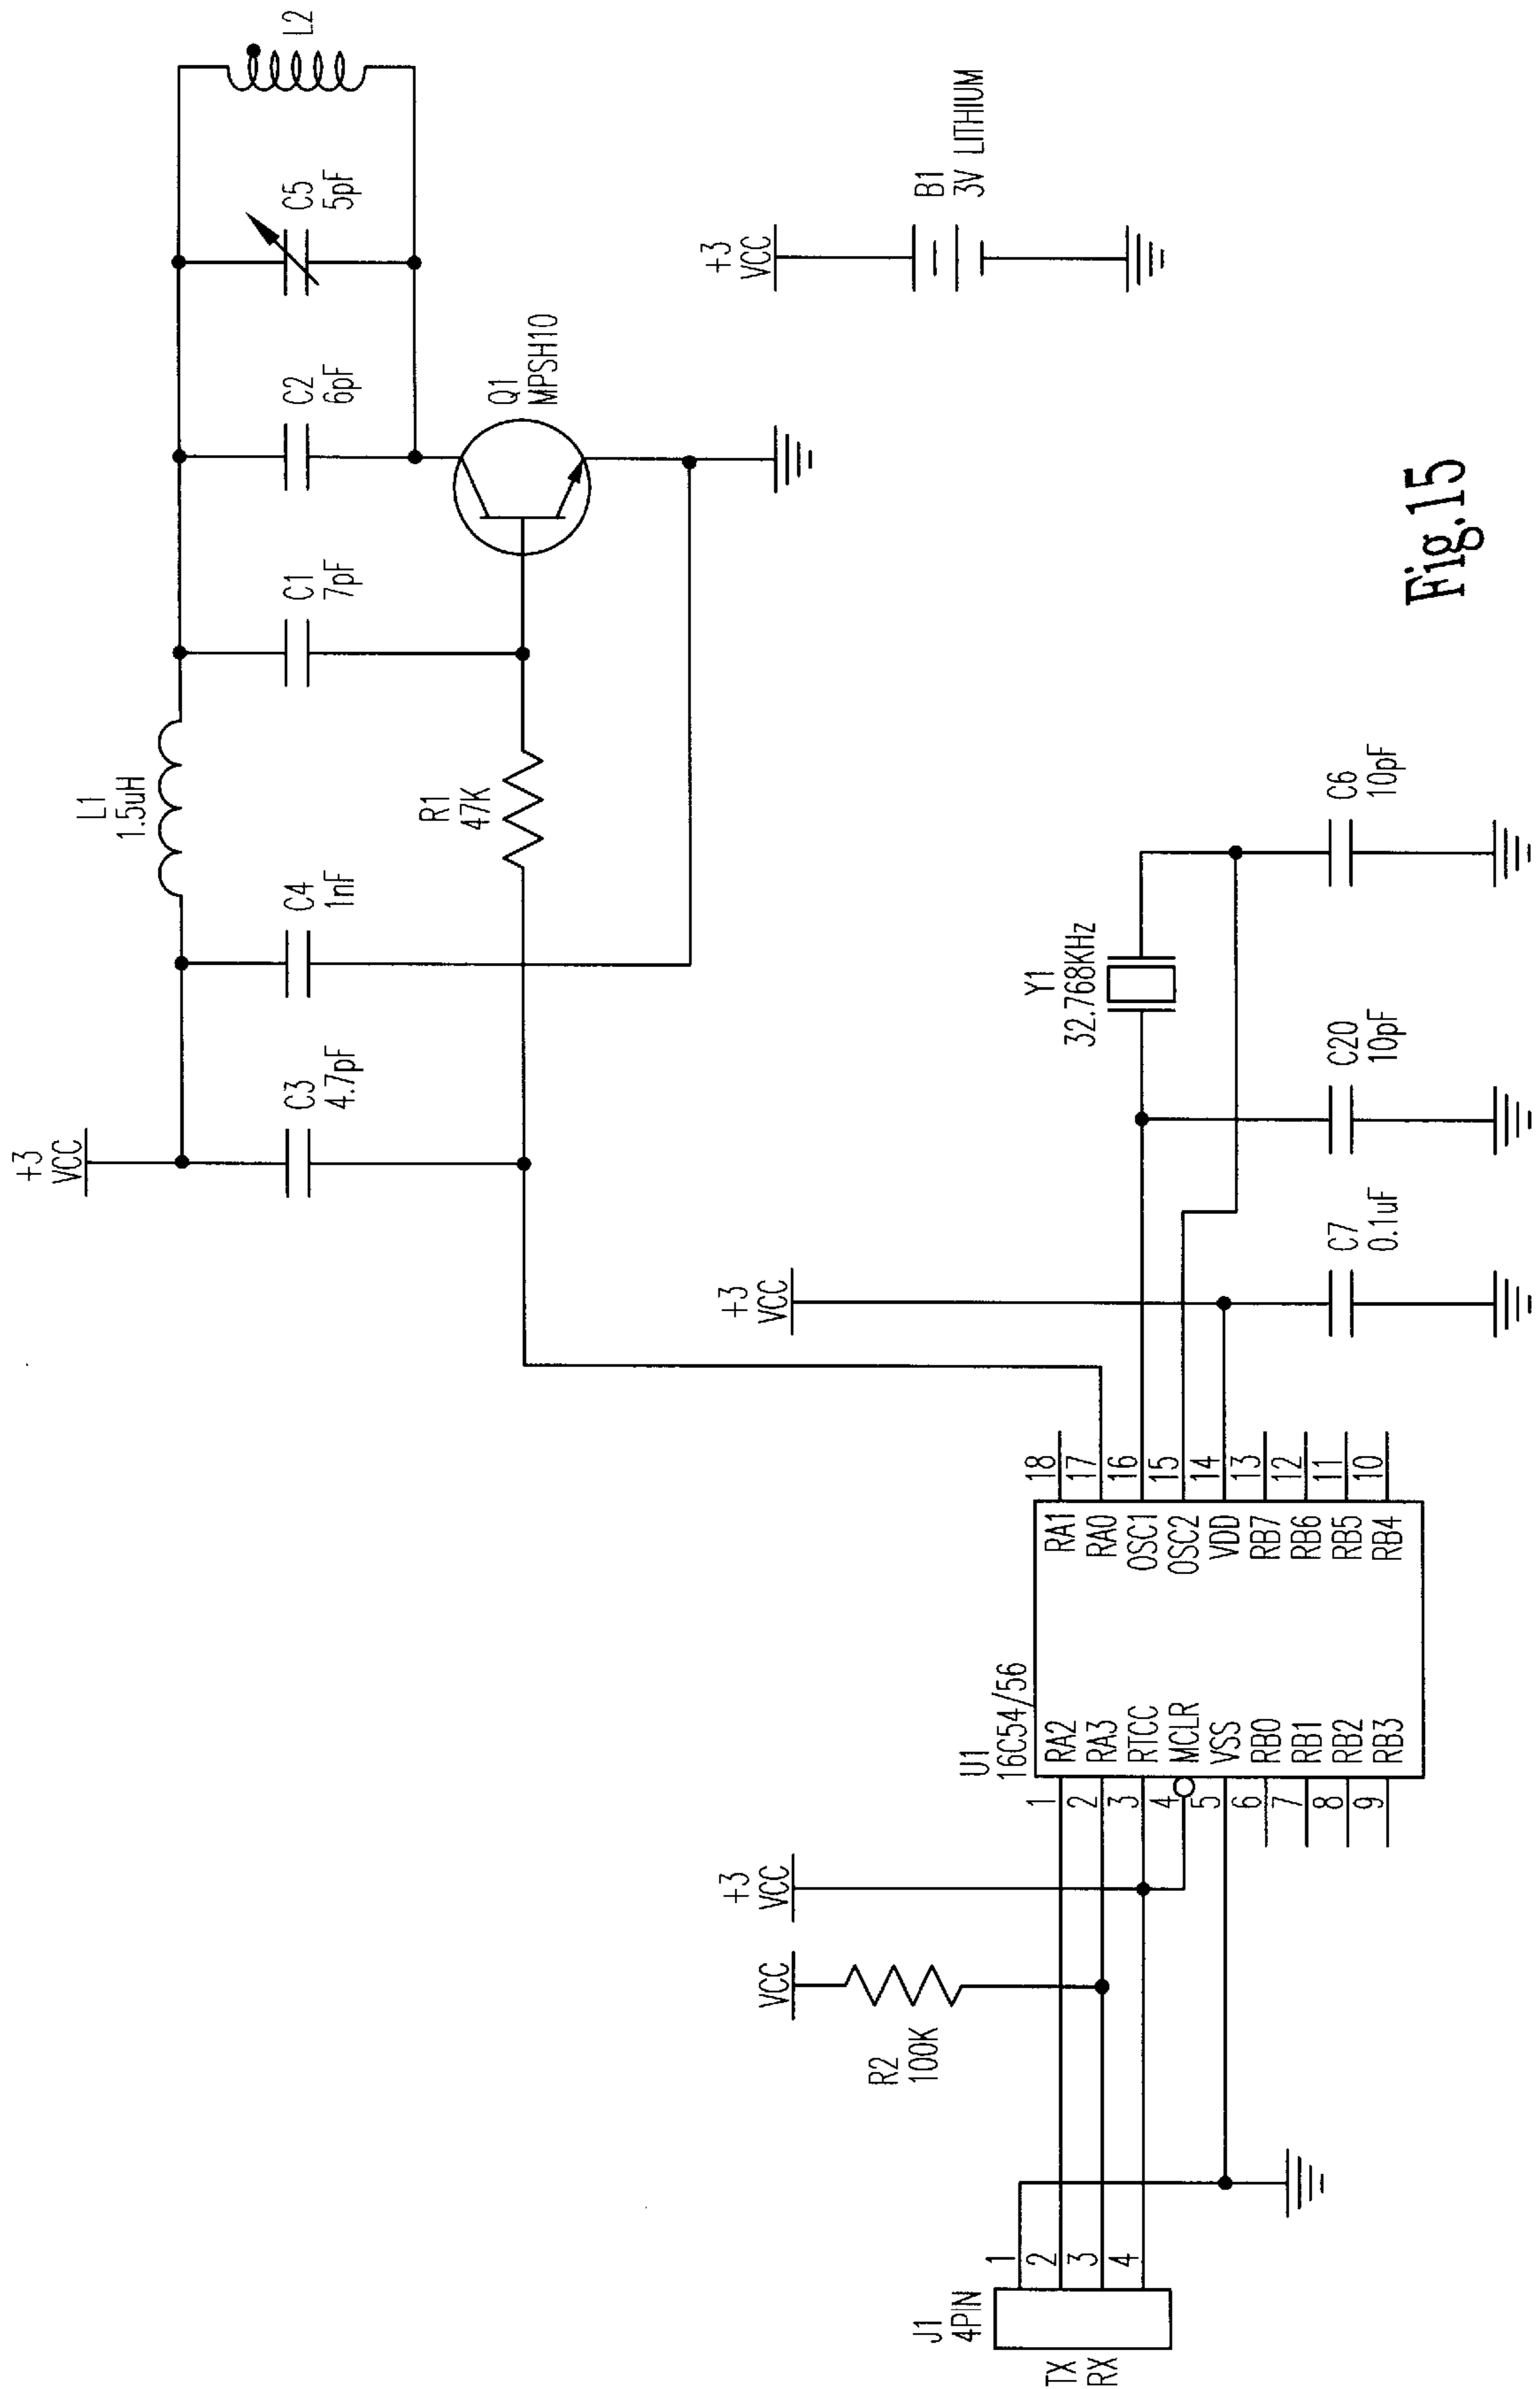 +3
VCC
L1
1.5uH
L2
C3
4.7pF
C4
1nF
C1
7pF
C2
6pF
C5
5pF
R1
47K
Q1
MPSH10
+3
VCC
B1
3V LITHIUM
VCC
+3
VCC
+3
VCC
R2
100K
J1
4PIN
TX
RX
1
2
3
4
U1
16C54/56
1
2
3
4
5
6
7
8
9
RA2
RA3
RTCC
MCLR
VSS
RB0
RB1
RB2
RB3
RA1
RA0
OSC1
OSC2
VDD
RB7
RB6
RB5
RB4
18
17
16
15
14
13
12
11
10
Y1
32.768KHz
C7
0.1uF
C20
10pF
C6
10pF
Fig.15